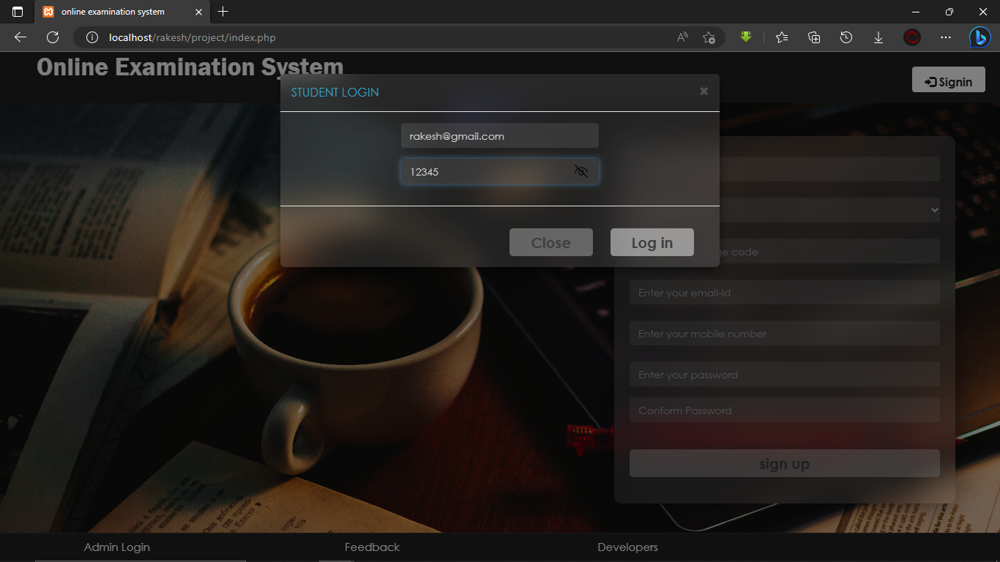 online examination system
localhost/rakesh/project/index.php
Online Examination System
Signin
STUDENT LOGIN
rakesh@gmail.com
12345
Close
Log in
code
Enter your email-id
Enter your mobile number
Enter your password
Conform Password
sign up
Admin Login
Feedback
Developers